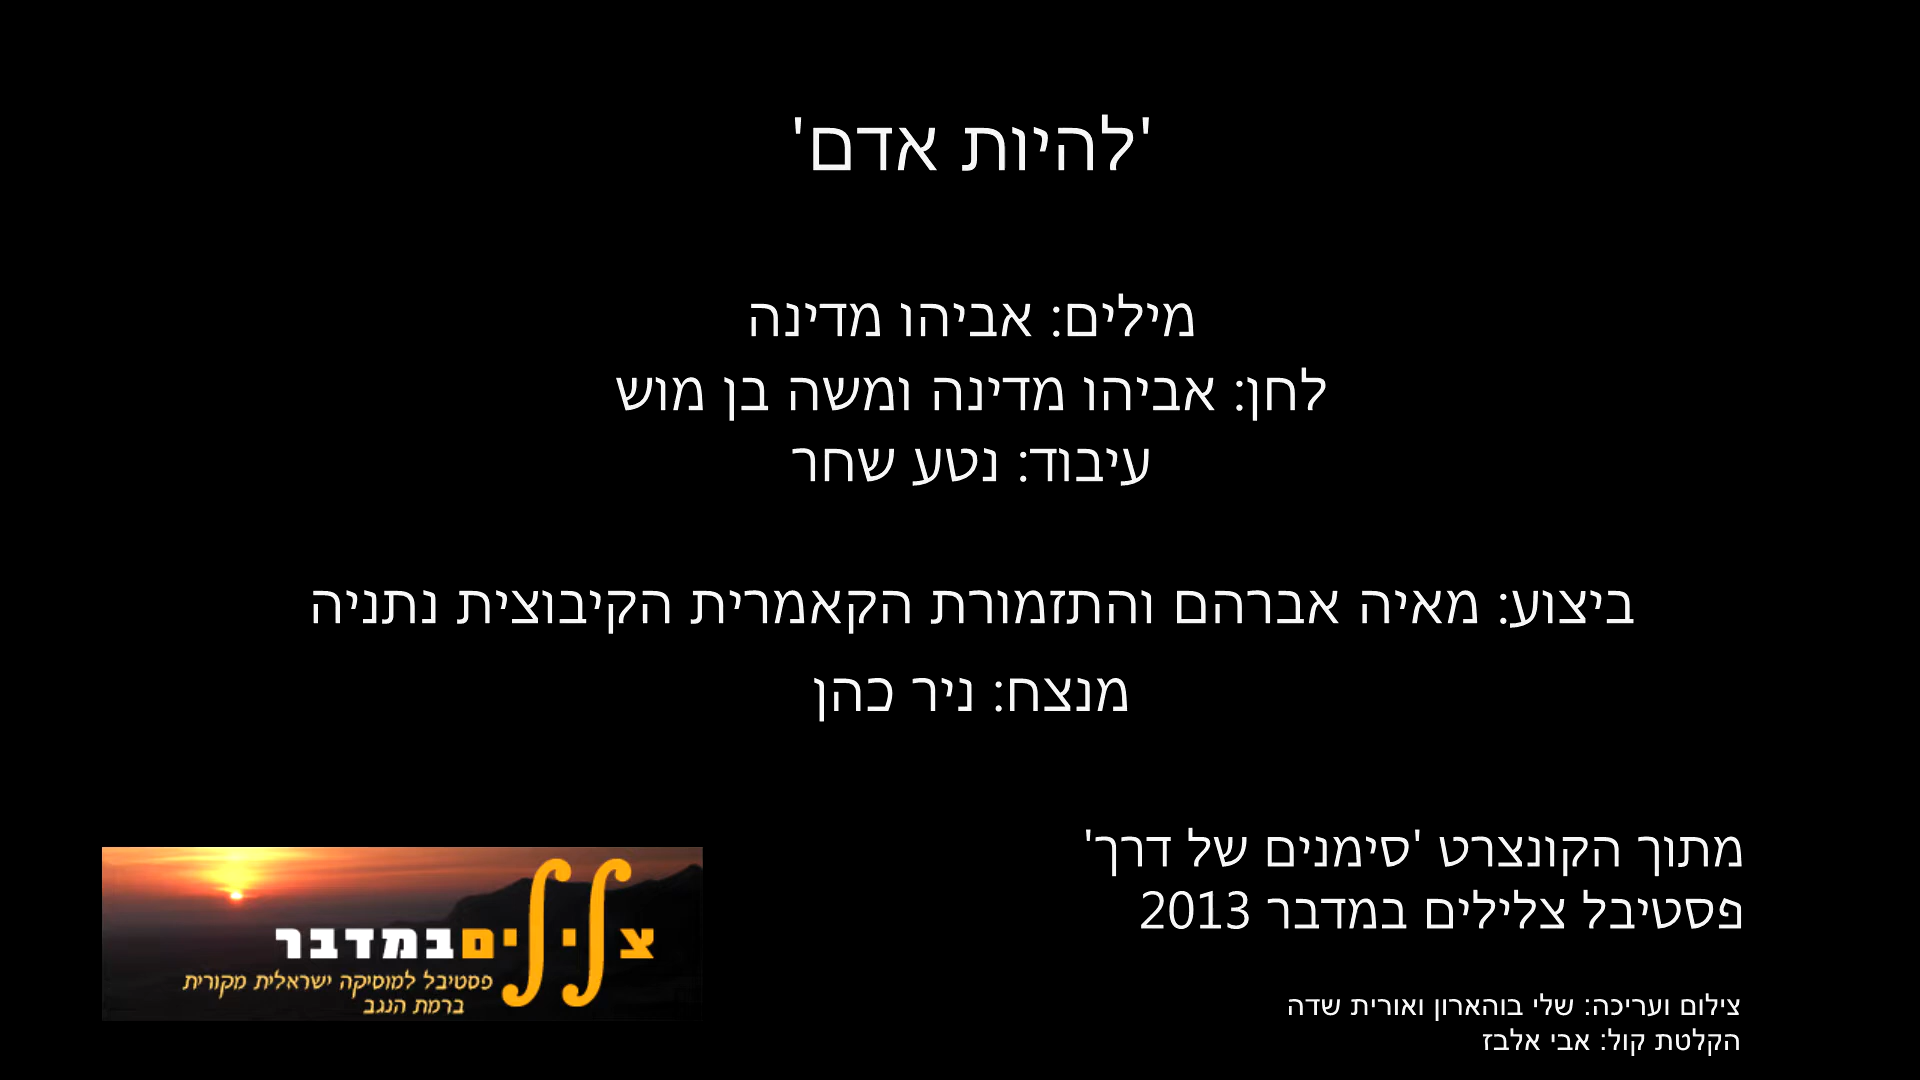 'להיות אדם'
מילים: אביהו מדינה
לחן: אביהו מדינה ומשה בן מוש
עיבוד: נטע שחר
ביצוע: מאיה אברהם והתזמורת הקאמרית הקיבוצית נתניה
מנצח: ניר כהן
מתוך הקונצרט 'סימנים של דרך'
פסטיבל צלילים במדבר 2013
צלילים במדבר
פסטיבל למוסיקה ישראלית מקורית
ברמת הנגב
צילום ועריכה: שלי בוהארון ואורית שדה
הקלטת קול: אבי אלבז